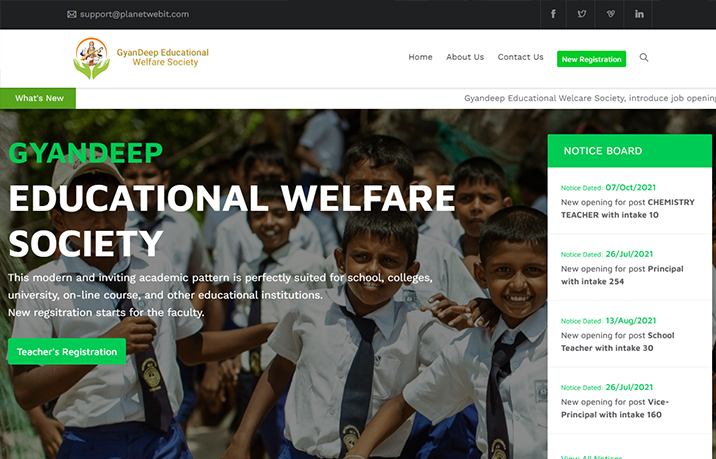 support@planetwebit.com
GyanDeep Educational
Welfare Society
Home About Us Contact Us New Registration
What's New
Gyandeep Educational Welcare Society, introduce job opening
GYANDEEP
EDUCATIONAL WELFARE
SOCIETY
This modern and inviting academic pattern is perfectly suited for school, colleges,
university, on-line course, and other educational institutions.
New regsitration starts for the faculty.
Teacher's Registration
NOTICE BOARD
Notice Dated: 07/Oct/2021
New opening for post CHEMISTRY
TEACHER with intake 10
Notice Dated: 26/Jul/2021
New opening for post Principal
with intake 254
Notice Dated: 13/Aug/2021
New opening for post School
Teacher with intake 30
Notice Dated: 26/Jul/2021
New opening for post Vice-
Principal with intake 160
View All Notices